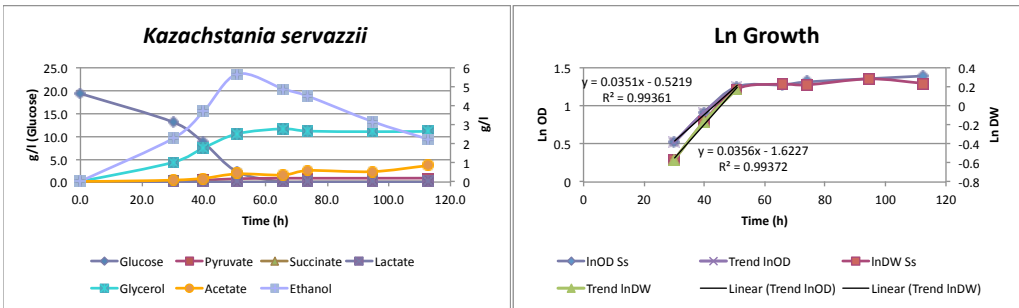 Kazachstania servazzii
25.0
20.0
15.0
10.0
5.0
0.0
g/l (Glucose)
6
5
4
3
2
1
0
g/l
0.0 20.0 40.0 60.0 80.0 100.0 120.0
Time (h)
Glucose Pyruvate Succinate Lactate
Glycerol Acetate Ethanol
Ln Growth
2
1.5
1
0.5
0
Ln OD
0.4
0.2
0
-0.2
-0.4
-0.6
-0.8
Ln DW
y = 0.0351x - 0.5219
R² = 0.99361
y = 0.0356x - 1.6227
R² = 0.99372
0 20 40 60 80 100 120
Time (h)
lnOD Ss Trend lnOD lnDW Ss
Trend lnDW Linear (Trend lnOD) Linear (Trend lnDW)